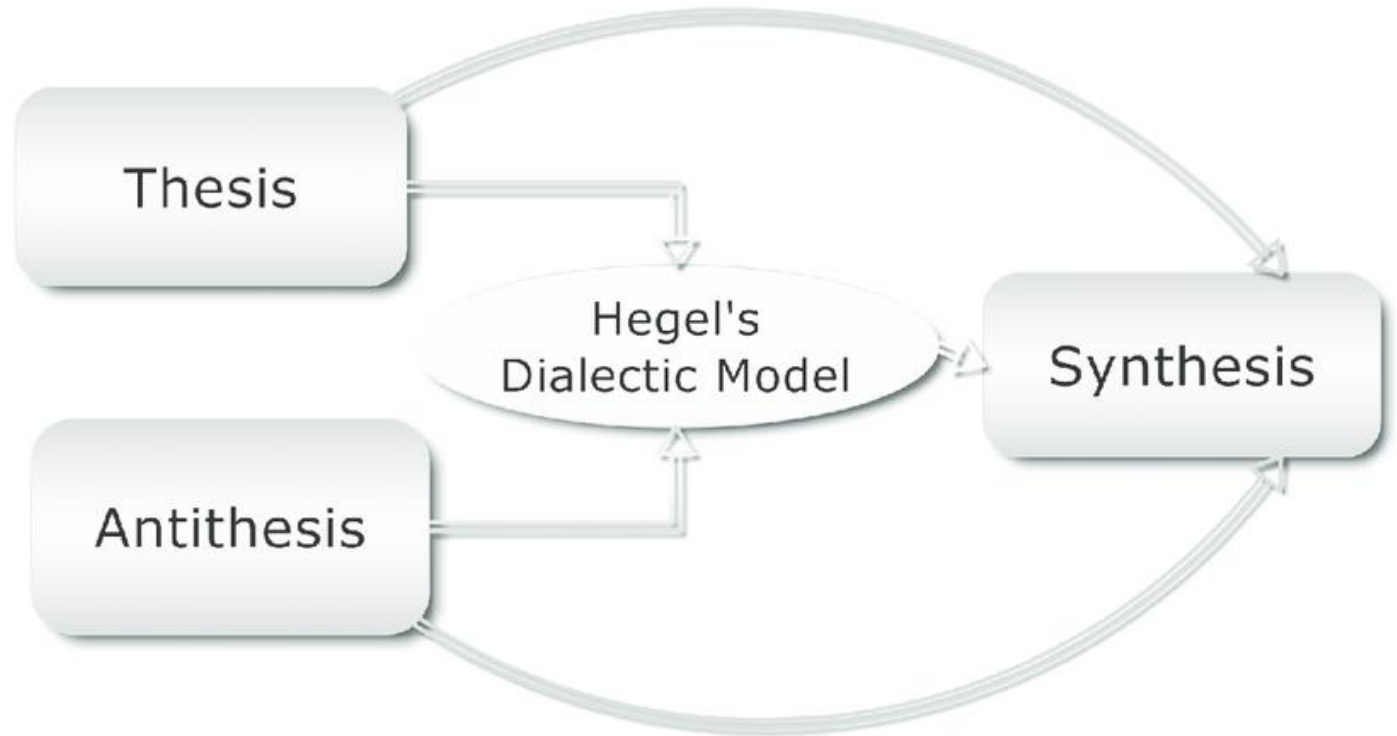 Thesis
Hegel's
Dialectic Model
Synthesis
Antithesis